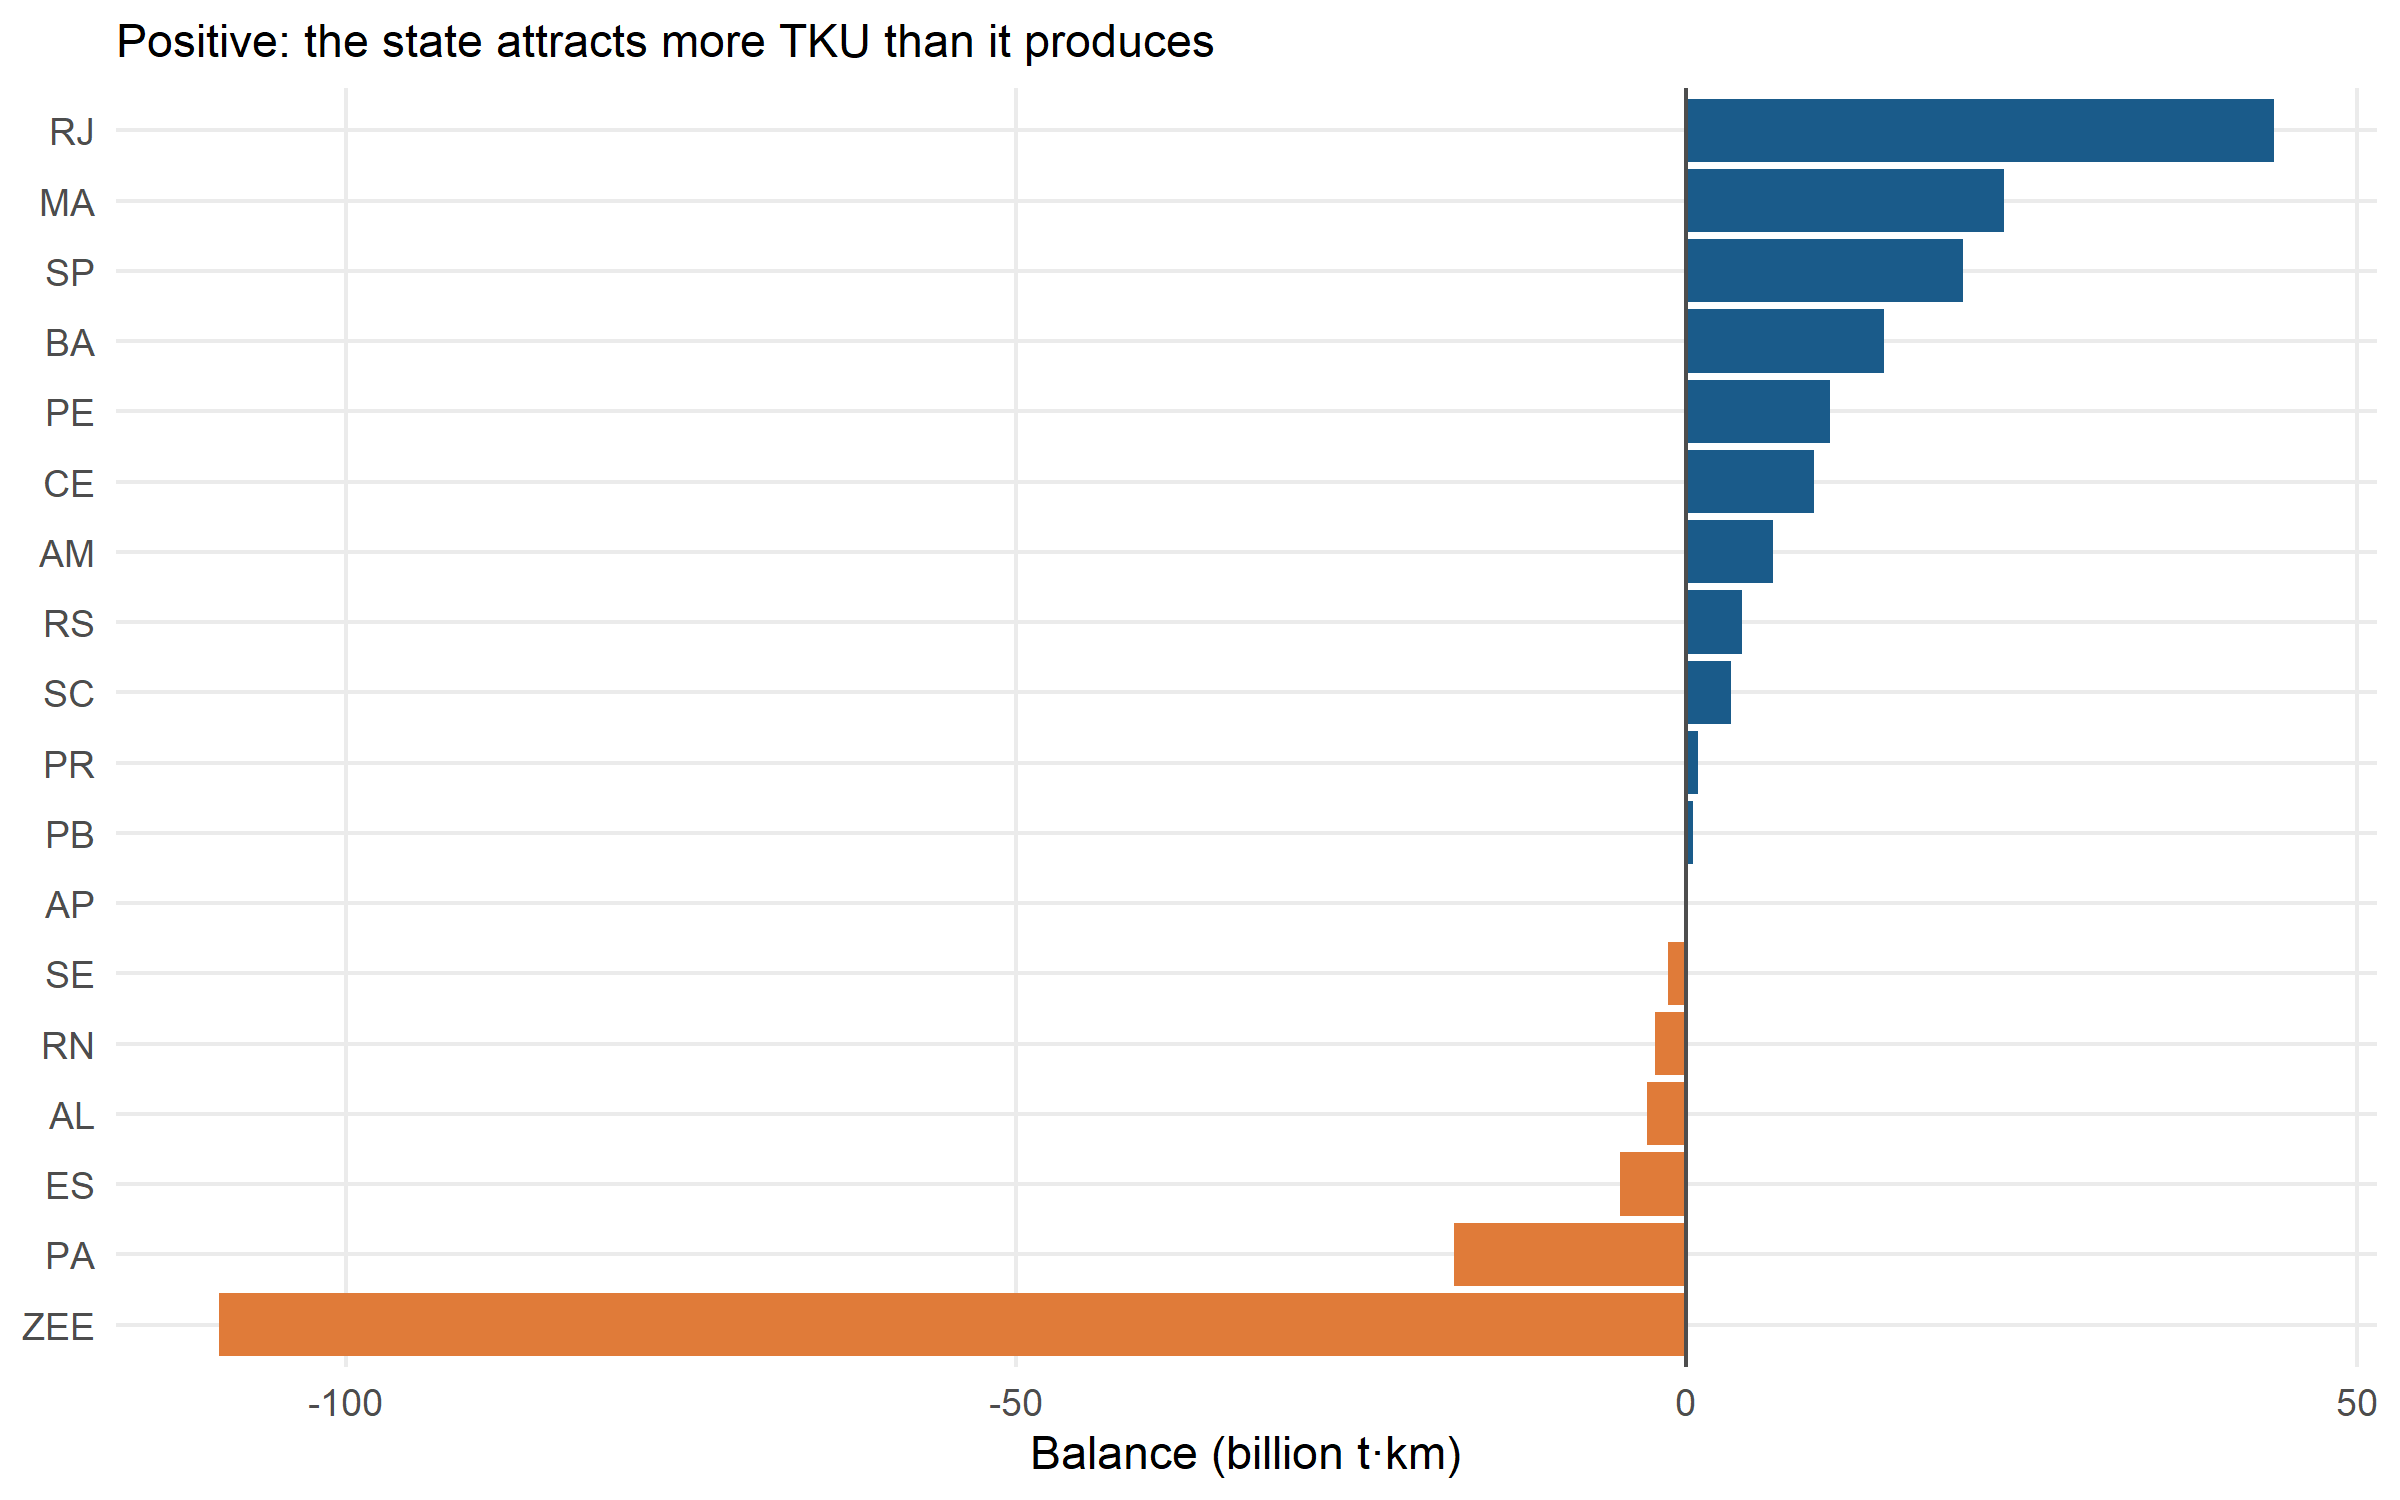 Positive: the state attracts more TKU than it produces
RJ
MA
SP
BA
PE
CE
AM
RS
SC
PR
PB
AP
SE
RN
AL
ES
PA
ZEE
-100
-50
0
50
Balance (billion t·km)